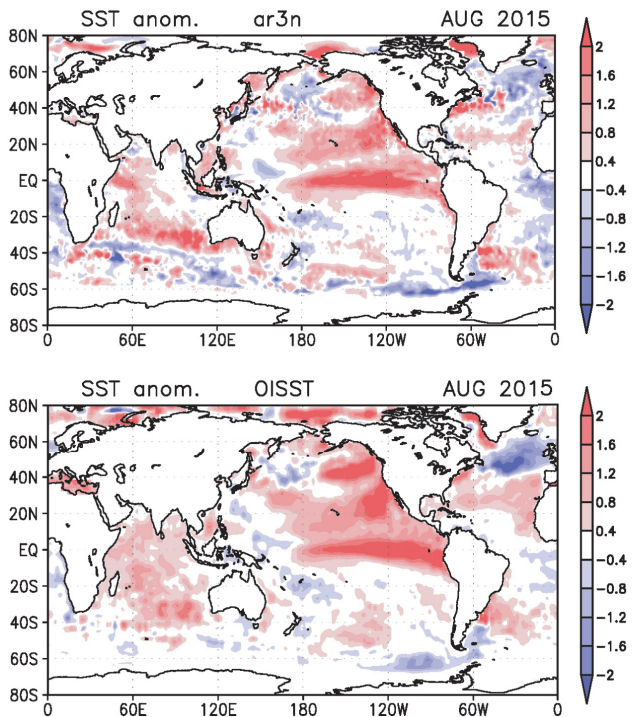 SST anom. ar3n AUG 2015
80N
60N
40N
20N
EQ
20S
40S
60S
80S
0 60E 120E 180 120W 60W 0
2
1.6
1.2
0.8
0.4
−0.4
−0.8
−1.2
−1.6
−2
SST anom. OISST AUG 2015
80N
60N
40N
20N
EQ
20S
40S
60S
80S
0 60E 120E 180 120W 60W 0
2
1.6
1.2
0.8
0.4
−0.4
−0.8
−1.2
−1.6
−2